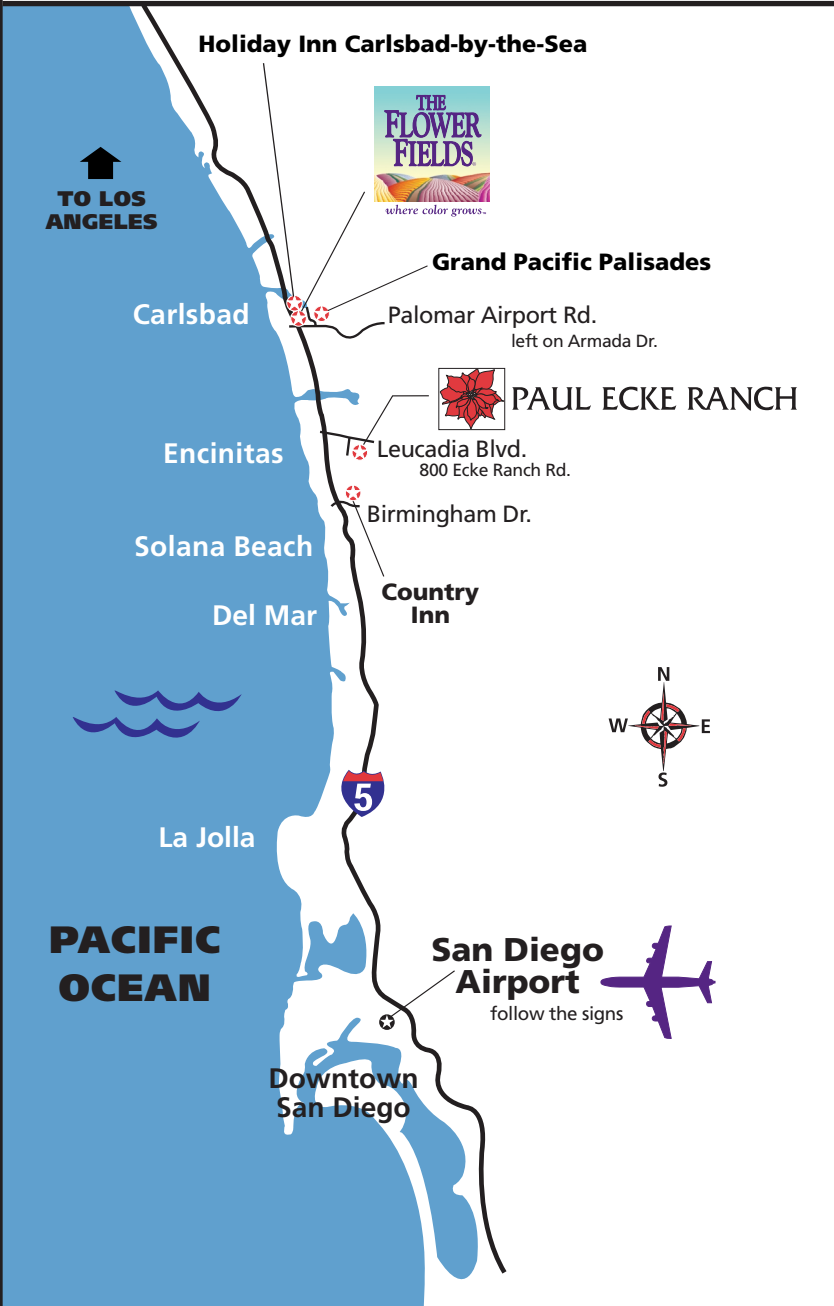 Holiday Inn Carlsbad-by-the-Sea
THE
FLOWER
FIELDS®
where color grows™
TO LOS
ANGELES
Grand Pacific Palisades
Carlsbad
Palomar Airport Rd.
left on Armada Dr.
PAUL ECKE RANCH
Encinitas
Leucadia Blvd.
800 Ecke Ranch Rd.
Birmingham Dr.
Solana Beach
Country
Inn
Del Mar
N
W
E
S
5
La Jolla
PACIFIC
OCEAN
San Diego
Airport
follow the signs
Downtown
San Diego